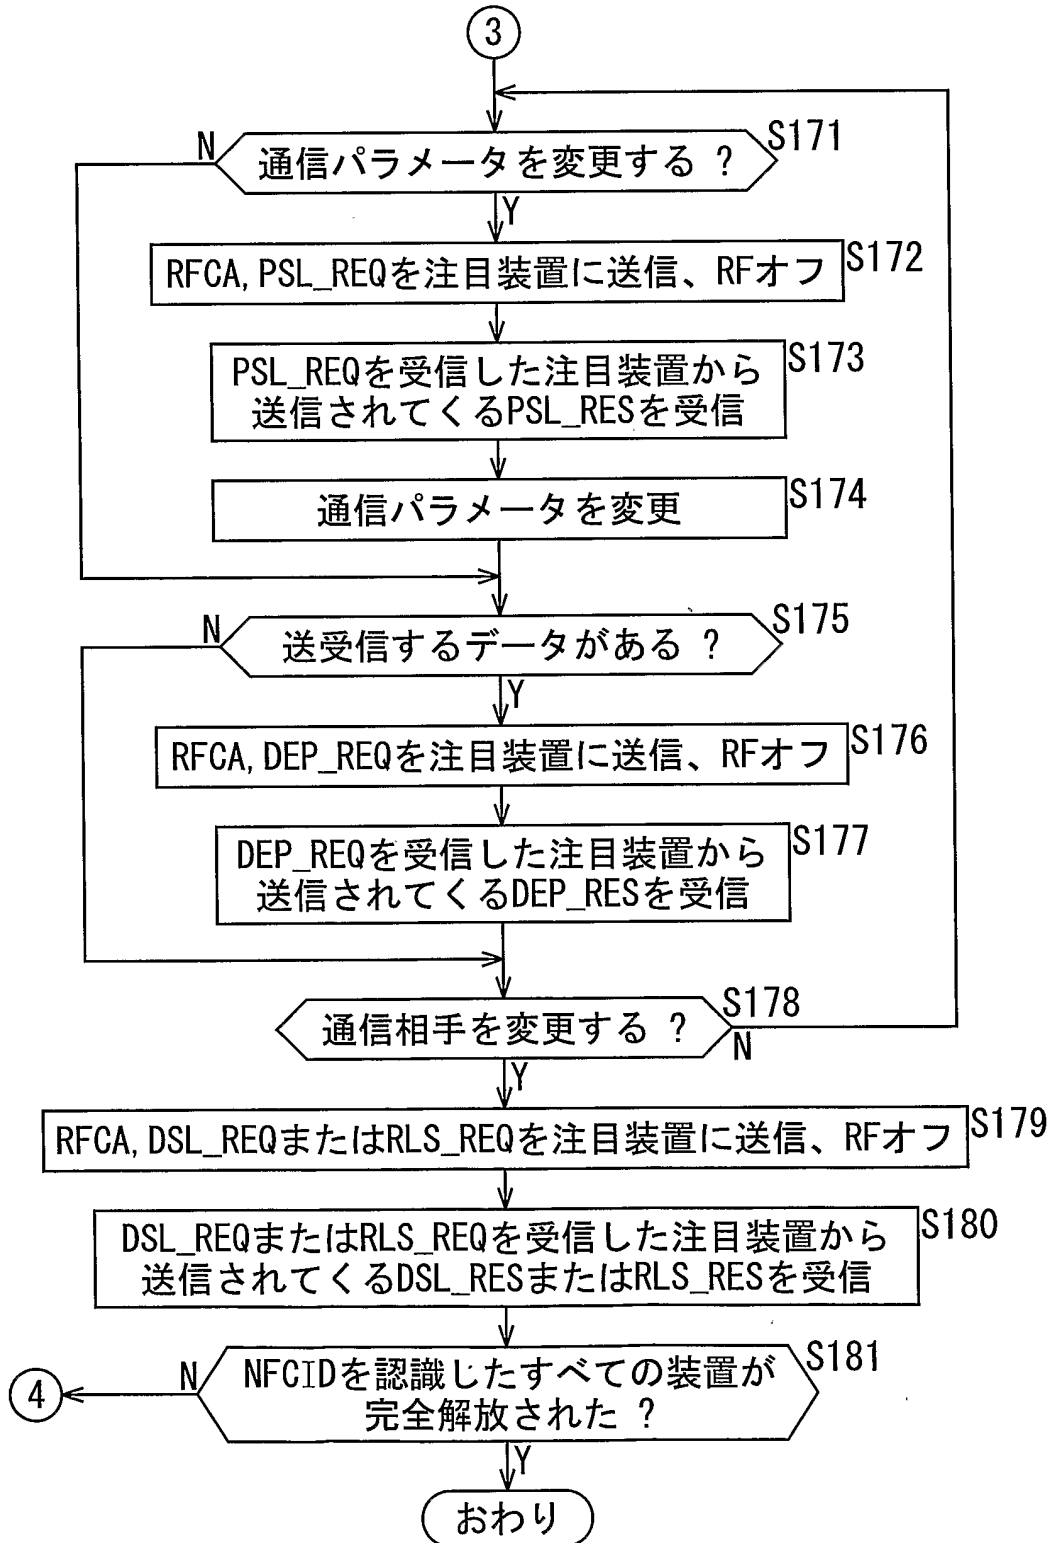 3
N
通信パラメータを変更する ?
S171
Y
RFCA, PSL_REQを注目装置に送信、RFオフ
S172
PSL_REQを受信した注目装置から
送信されてくるPSL_RESを受信
S173
通信パラメータを変更
S174
N
送受信するデータがある ?
S175
Y
RFCA, DEP_REQを注目装置に送信、RFオフ
S176
DEP_REQを受信した注目装置から
送信されてくるDEP_RESを受信
S177
通信相手を変更する ?
S178
N
Y
RFCA, DSL_REQまたはRLS_REQを注目装置に送信、RFオフ
S179
DSL_REQまたはRLS_REQを受信した注目装置から
送信されてくるDSL_RESまたはRLS_RESを受信
S180
4
N
NFCIDを認識したすべての装置が
完全解放された ?
S181
Y
おわり